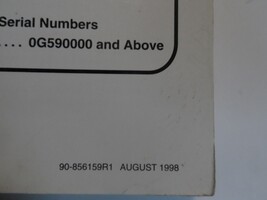 Serial Numbers
.... 0G590000 and Above
90-856159R1 AUGUST 1998